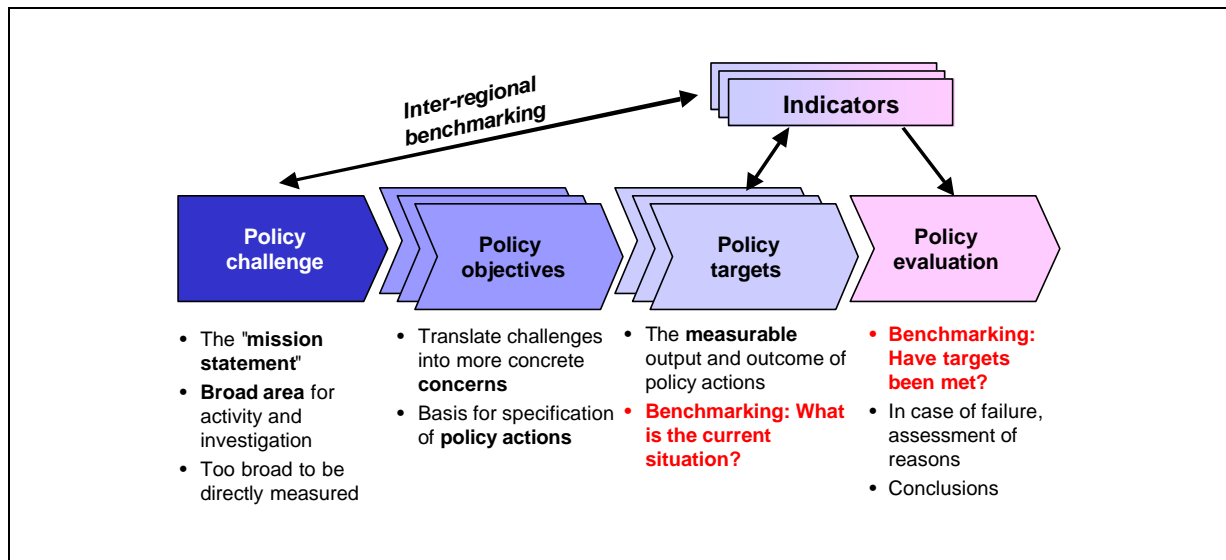 Inter-regional
benchmarking
Indicators
Policy
challenge
Policy
objectives
Policy
targets
Policy
evaluation
• The "mission
statement"
• Broad area for
activity and
investigation
• Too broad to be
directly measured
• Translate challenges
into more concrete
concerns
• Basis for specification
of policy actions
• The measurable
output and outcome of
policy actions
• Benchmarking: What
is the current
situation?
• Benchmarking:
Have targets
been met?
• In case of failure,
assessment of
reasons
• Conclusions